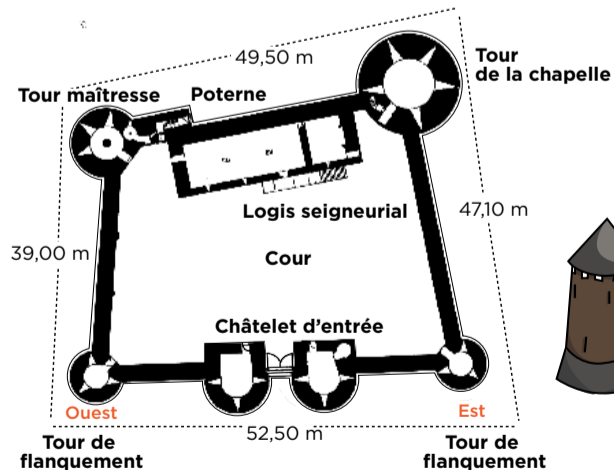 49,50 m
Tour
de la chapelle
Tour maîtresse
Poterne
Logis seigneurial
47,10 m
39,00 m
Cour
Châtelet d'entrée
Ouest
Est
52,50 m
Tour de
flanquement
Tour de
flanquement